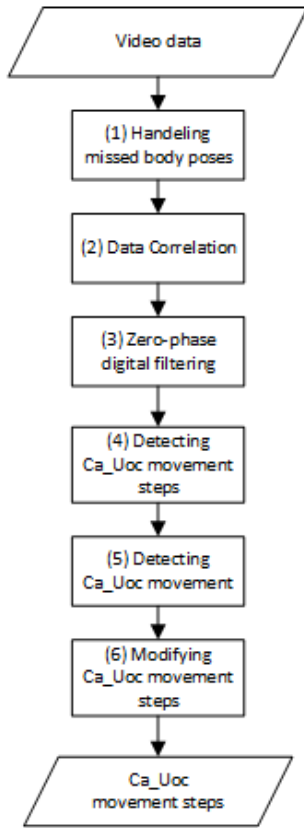 Video data
(1) Handeling
missed body poses
(2) Data Correlation
(3) Zero-phase
digital filtering
(4) Detecting
Ca_Uoc movement
steps
(5) Detecting
Ca_Uoc movement
(6) Modifying
Ca_Uoc movement
steps
Ca_Uoc
movement steps